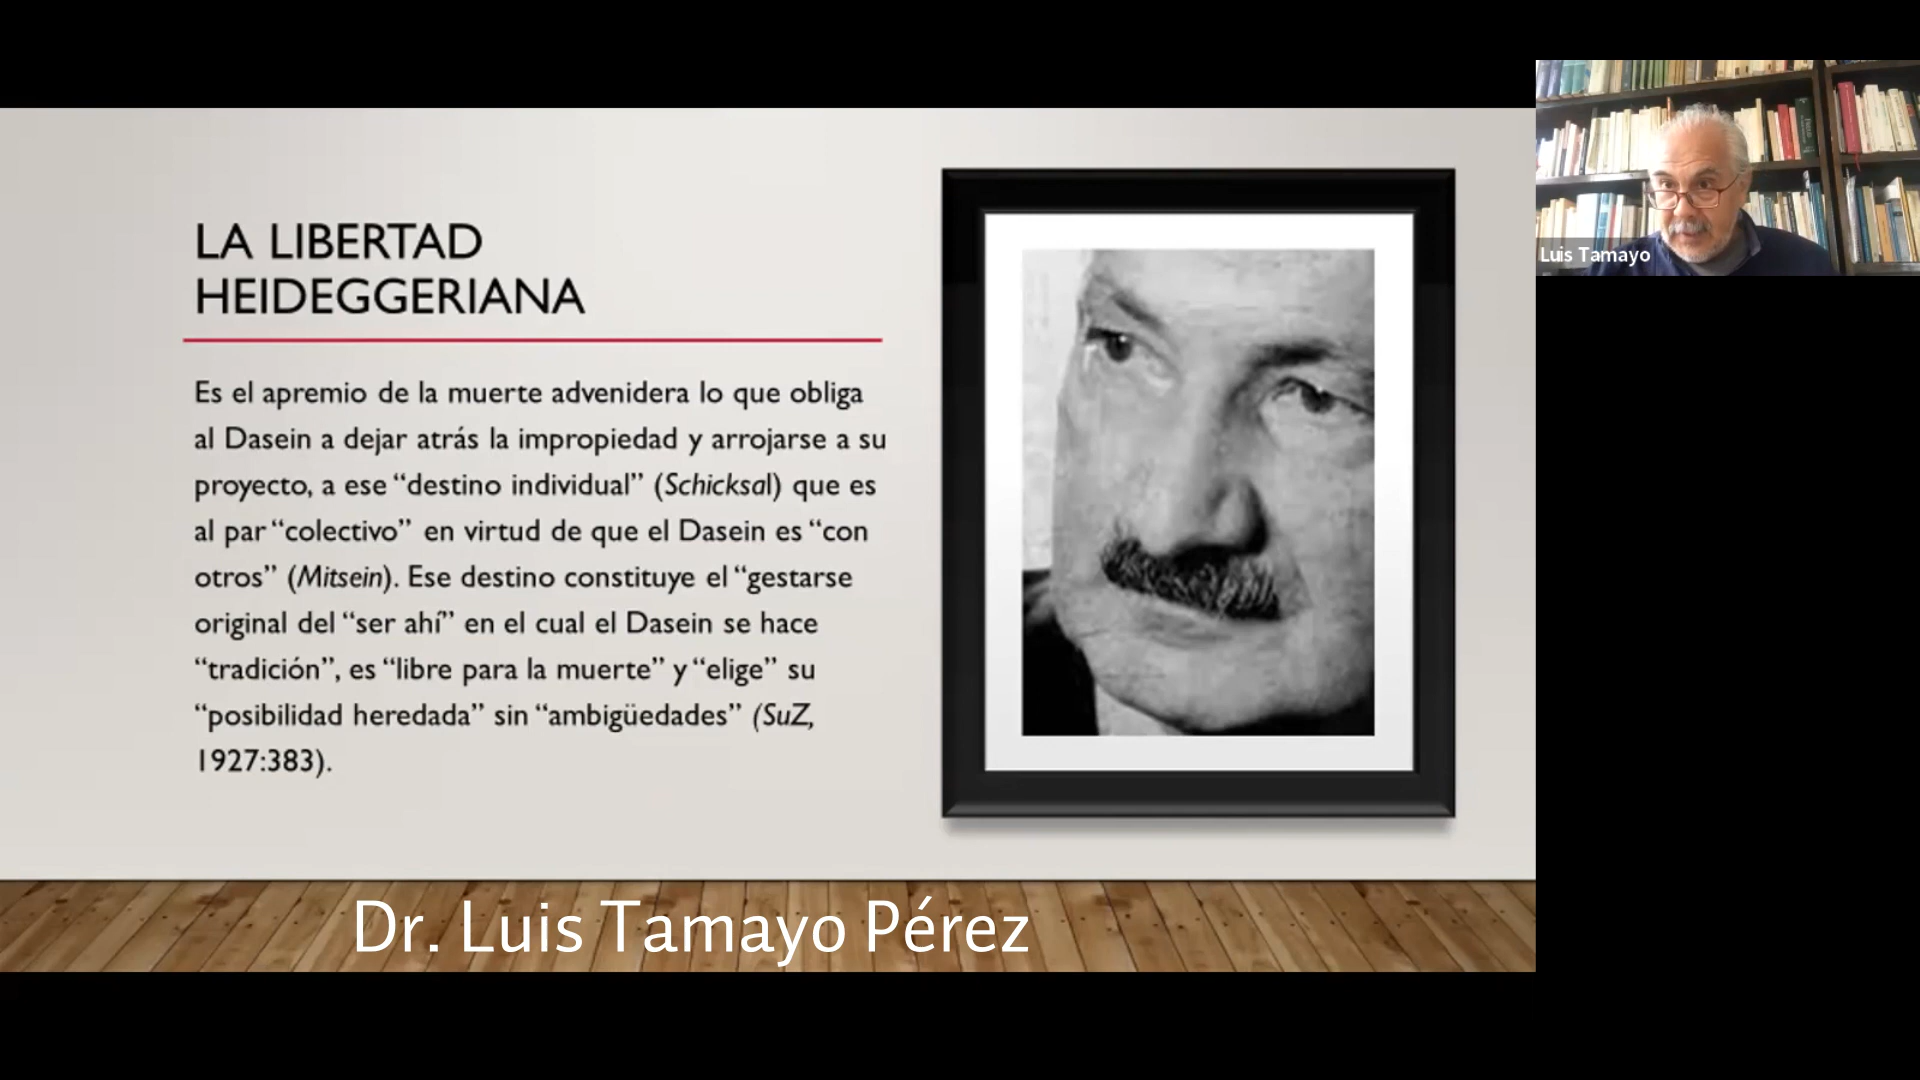 LA LIBERTAD
HEIDEGGERIANA
Es el apremio de la muerte advenidera lo que obliga
al Dasein a dejar atrás la impropiedad y arrojarse a su
proyecto, a ese “destino individual” (Schicksal) que es
al par “colectivo” en virtud de que el Dasein es “con
otros” (Mitsein). Ese destino constituye el “gestarse
original del “ser ahí” en el cual el Dasein se hace
“tradición”, es “libre para la muerte” y “elige” su
“posibilidad heredada” sin “ambigüedades” (SuZ,
1927:383).
Dr. Luis Tamayo Pérez
Luis Tamayo